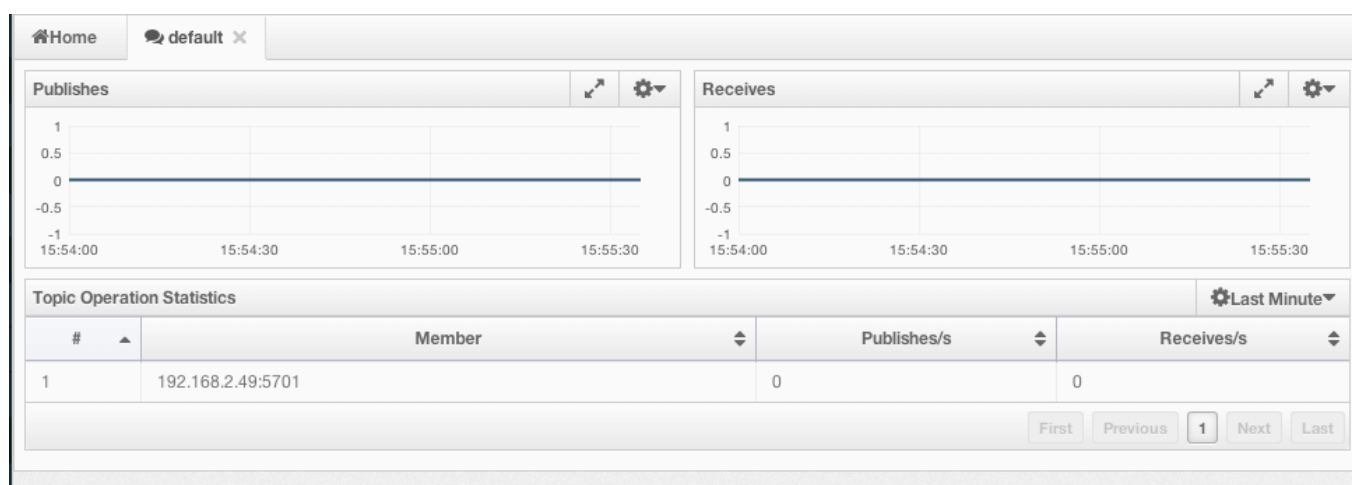 Home default
Publishes
1
0.5
0
-0.5
-1
15:54:00 15:54:30 15:55:00 15:55:30
Receives
1
0.5
0
-0.5
-1
15:54:00 15:54:30 15:55:00 15:55:30
Topic Operation Statistics Last Minute
# Member Publishes/s Receives/s
1 192.168.2.49:5701 0 0
First Previous 1 Next Last